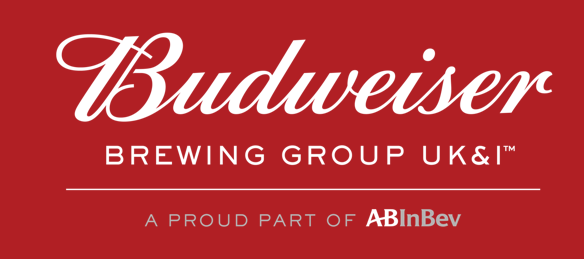 Budweiser
BREWING GROUP UK&I™
A PROUD PART OF ABInBev